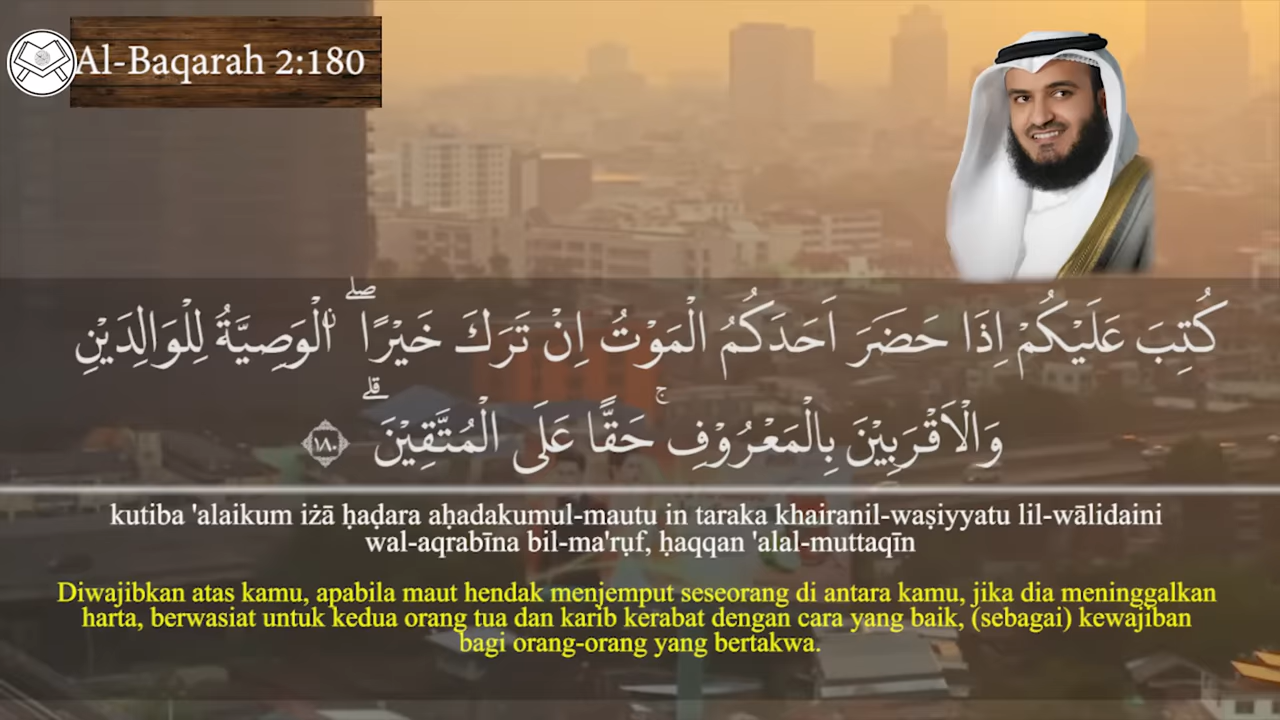 Al-Baqarah 2:180
كُتِبَ عَلَيْكُمْ اِذَا حَضَرَ اَحَدَكُمُ الْمَوْتُ اِنْ تَرَكَ خَيْرًا ۖ ۨالْوَصِيَّةُ لِلْوَالِدَيْنِ
وَالْاَقْرَبِيْنَ بِالْمَعْرُوْفِۚ حَقًّا عَلَى الْمُتَّقِيْنَ ۗ ١٨٠
kutiba 'alaikum iżā ḥaḍara aḥadakumul-mautu in taraka khairanil-waṣiyyatu lil-wālidaini
wal-aqrabīna bil-ma'rụf, ḥaqqan 'alal-muttaqīn
Diwajibkan atas kamu, apabila maut hendak menjemput seseorang di antara kamu, jika dia meninggalkan
harta, berwasiat untuk kedua orang tua dan karib kerabat dengan cara yang baik, (sebagai) kewajiban
bagi orang-orang yang bertakwa.